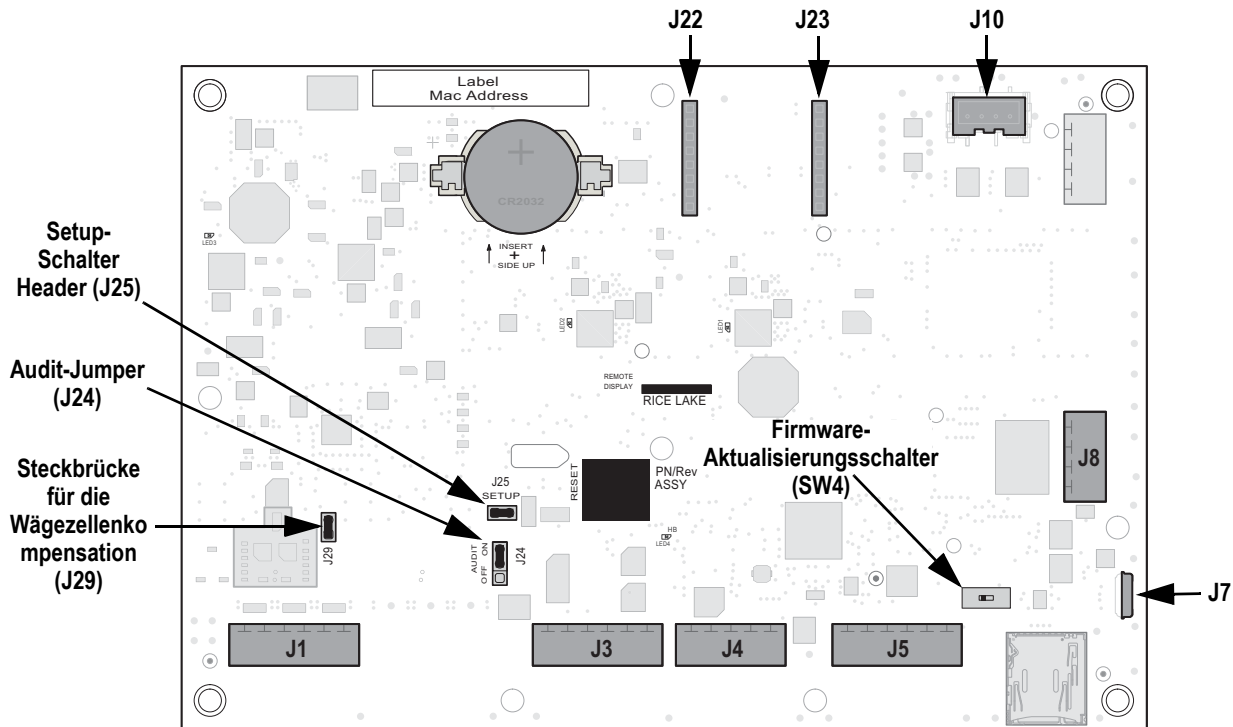 J22
J23
J10
Label
Mac Address
CR2032
INSERT
+
SIDE UP
LED3
Setup-
Schalter
Header (J25)
LED2
LED1
Audit-Jumper
(J24)
REMOTE
DISPLAY
RICE LAKE
Firmware-
Aktualisierungsschalter
(SW4)
Steckbrücke
für die
Wägezellenko
mpensation
(J29)
J25
SETUP
RESET
PN/Rev
ASSY
J8
J29
AUDIT
OFF ON
J24
HB
LED4
J7
J1
J3
J4
J5